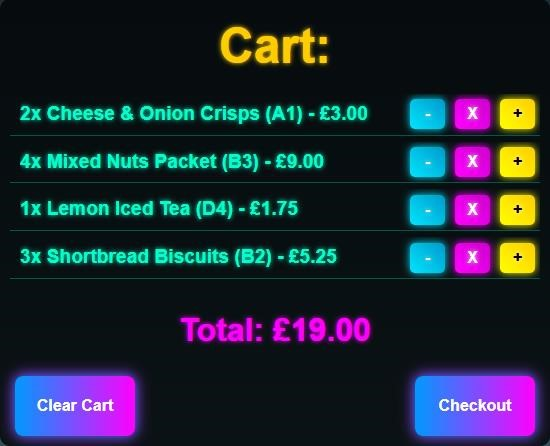 Cart:
2x Cheese & Onion Crisps (A1) - £3.00 - X +
4x Mixed Nuts Packet (B3) - £9.00 - X +
1x Lemon Iced Tea (D4) - £1.75 - X +
3x Shortbread Biscuits (B2) - £5.25 - X +
Total: £19.00
Clear Cart Checkout